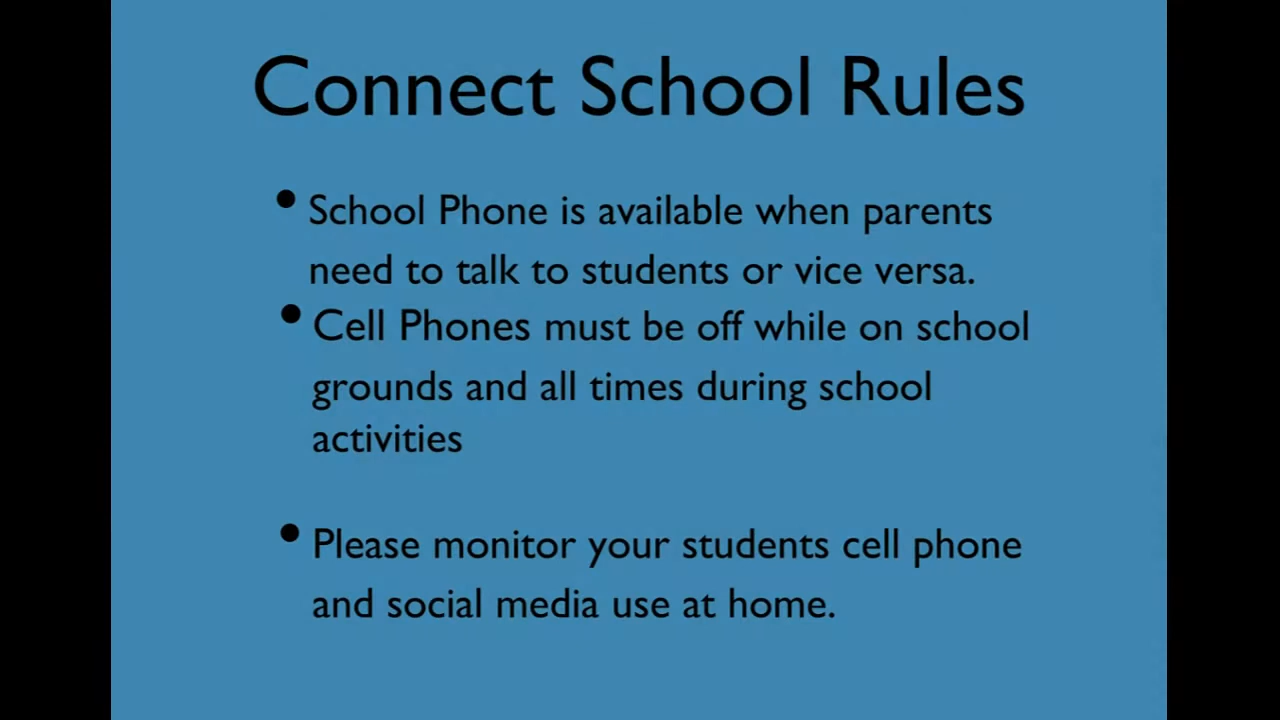 Connect School Rules
• School Phone is available when parents
need to talk to students or vice versa.
• Cell Phones must be off while on school
grounds and all times during school
activities
• Please monitor your students cell phone
and social media use at home.